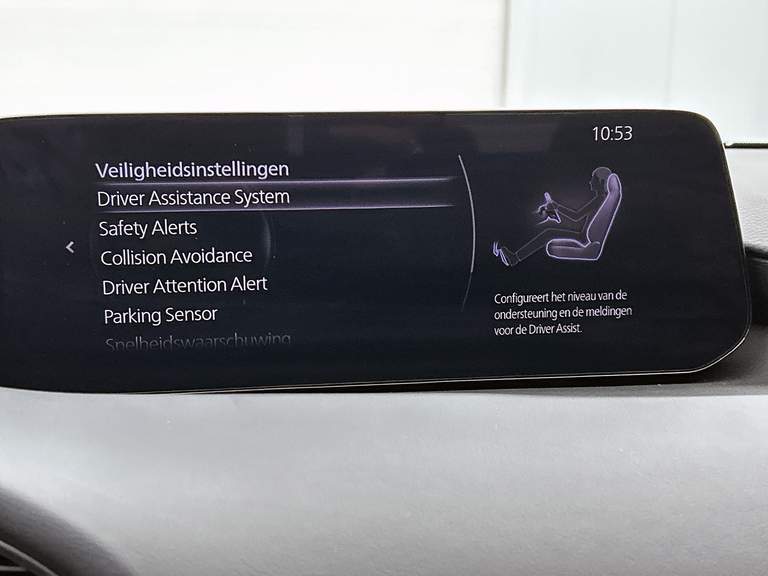 10:53
Veiligheidsinstellingen
Driver Assistance System
Safety Alerts
Collision Avoidance
Driver Attention Alert
Parking Sensor
Snelheidswaarschuwing
Configureert het niveau van de
ondersteuning en de meldingen
voor de Driver Assist.